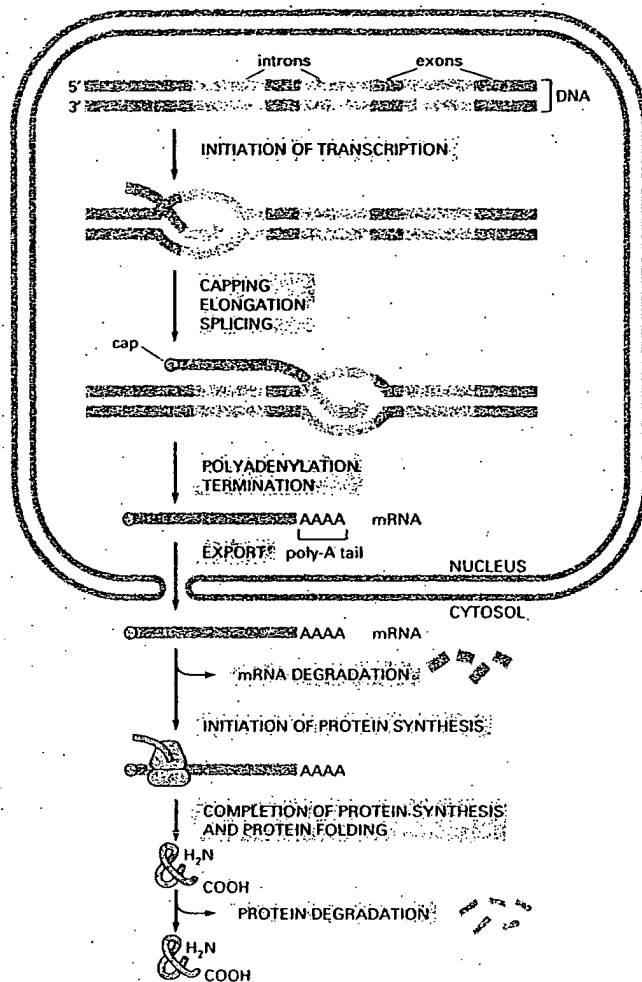 introns exons
5'
3'
DNA
INITIATION OF TRANSCRIPTION
CAPPING
ELONGATION
SPLICING
cap
POLYADENYLATION
TERMINATION
AAAA mRNA
EXPORT poly-A tail
NUCLEUS
CYTOSOL
AAAA mRNA
mRNA DEGRADATION
INITIATION OF PROTEIN SYNTHESIS
AAAA
COMPLETION OF PROTEIN SYNTHESIS
AND PROTEIN FOLDING
H₂N
COOH
PROTEIN DEGRADATION
H₂N
COOH